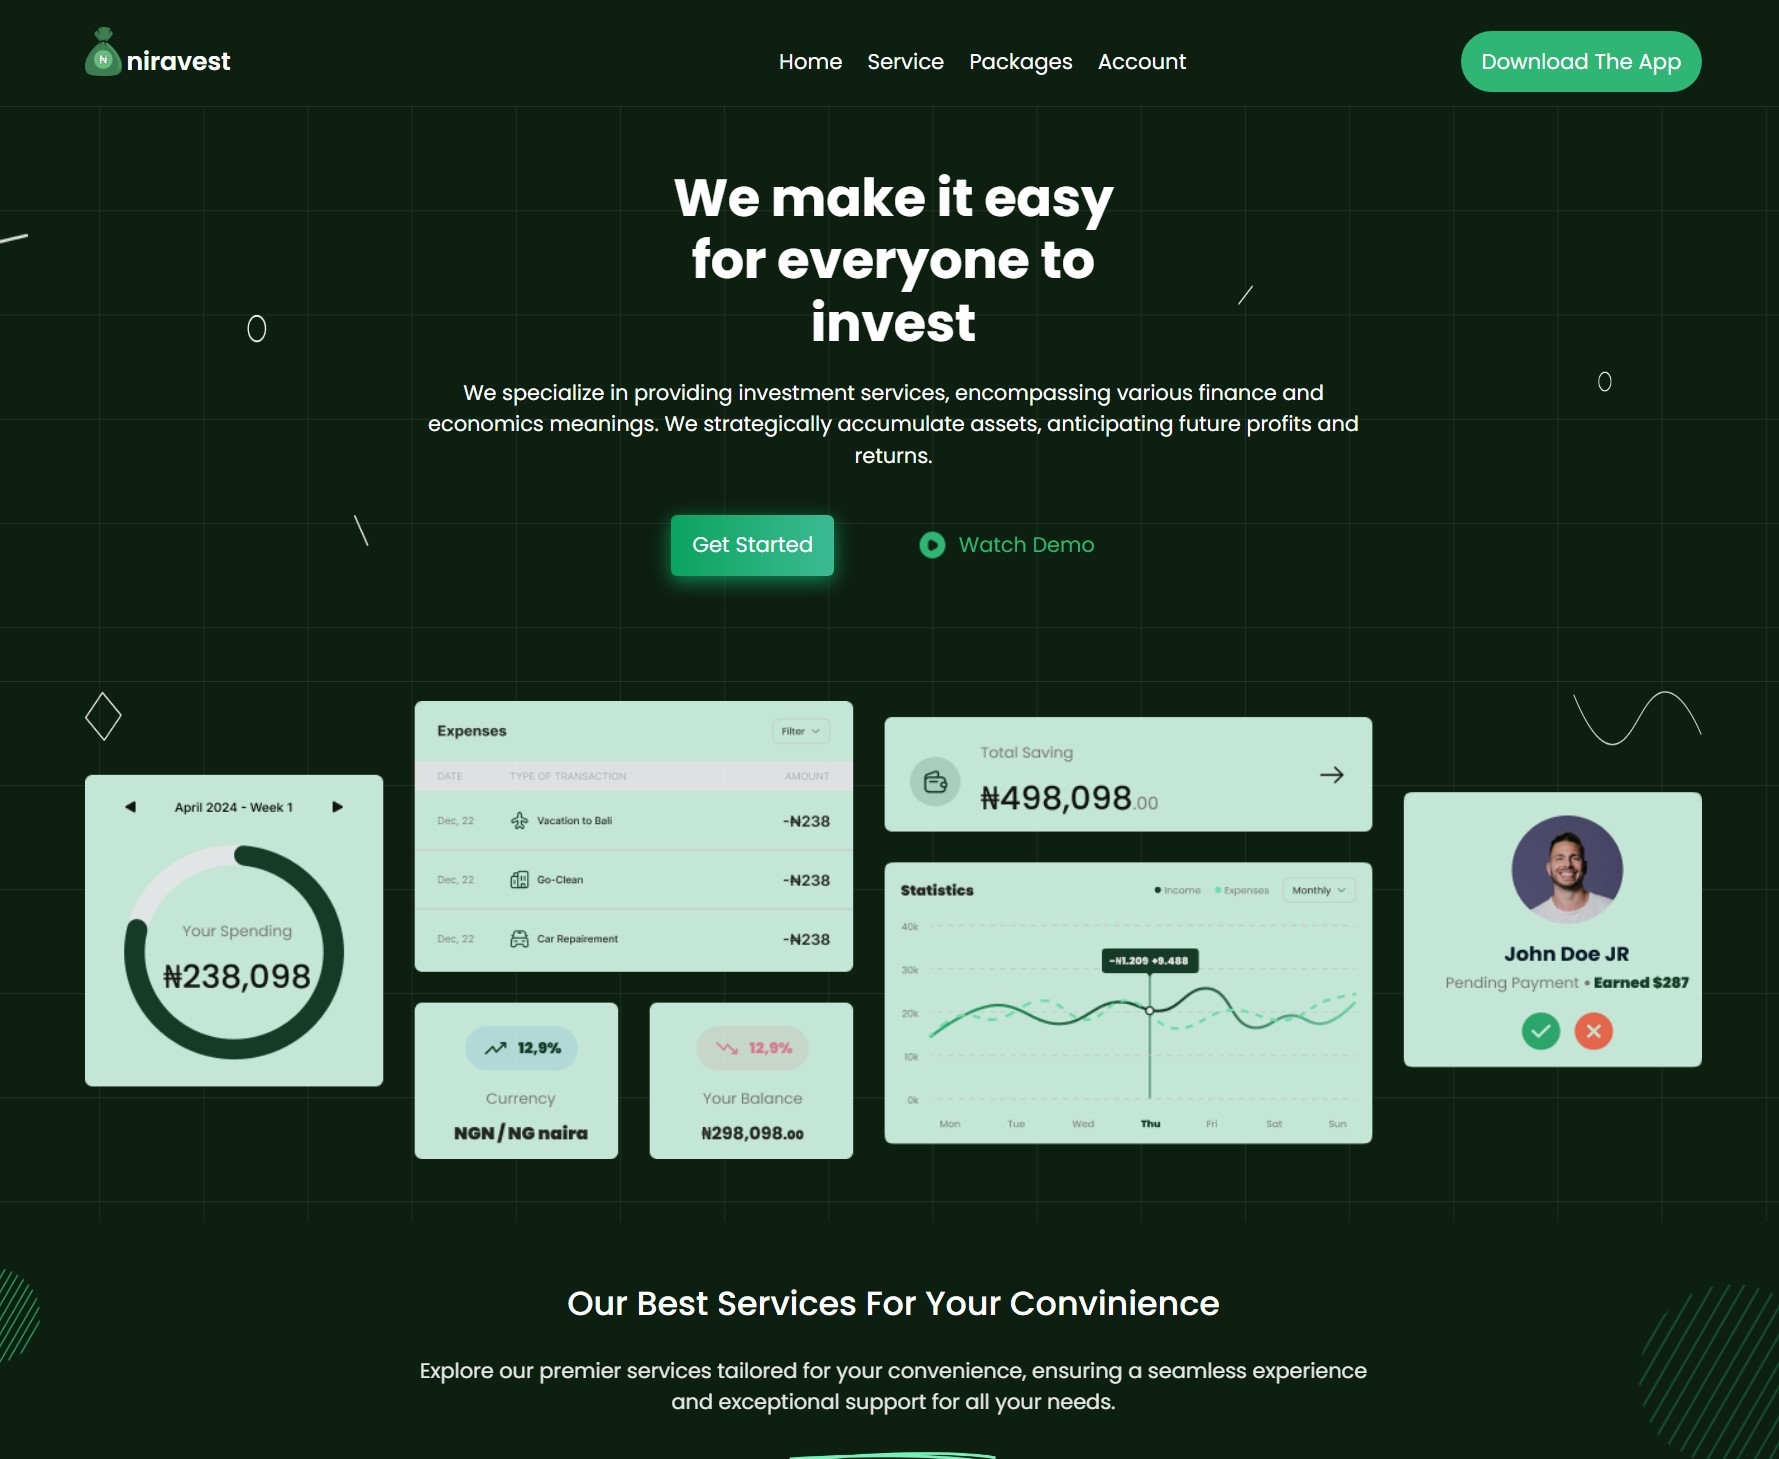 niravest
Home Service Packages Account
Download The App
We make it easy
for everyone to
invest
We specialize in providing investment services, encompassing various finance and
economics meanings. We strategically accumulate assets, anticipating future profits and
returns.
Get Started
Watch Demo
April 2024 - Week 1
Your Spending
₦238,098
Expenses
Filter
DATE TYPE OF TRANSACTION AMOUNT
Dec, 22 Vacation to Bali -₦238
Dec, 22 Go-Clean -₦238
Dec, 22 Car Repairement -₦238
12,9%
Currency
NGN / NG naira
12,9%
Your Balance
₦298,098.00
Total Saving
₦498,098.00
Statistics
Income Expenses Monthly
40k
30k
20k
10k
0k
-₦1.209 +9.488
Mon Tue Wed Thu Fri Sat Sun
John Doe JR
Pending Payment • Earned $287
Our Best Services For Your Convinience
Explore our premier services tailored for your convenience, ensuring a seamless experience
and exceptional support for all your needs.